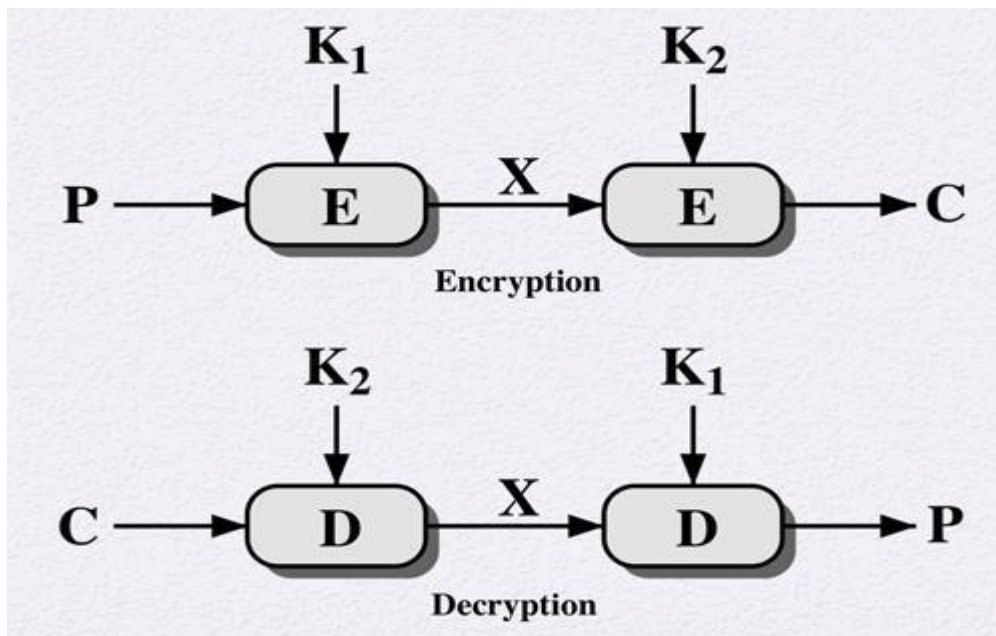 K₁ K₂
P E X E C
Encryption
K₂ K₁
C D X D P
Decryption